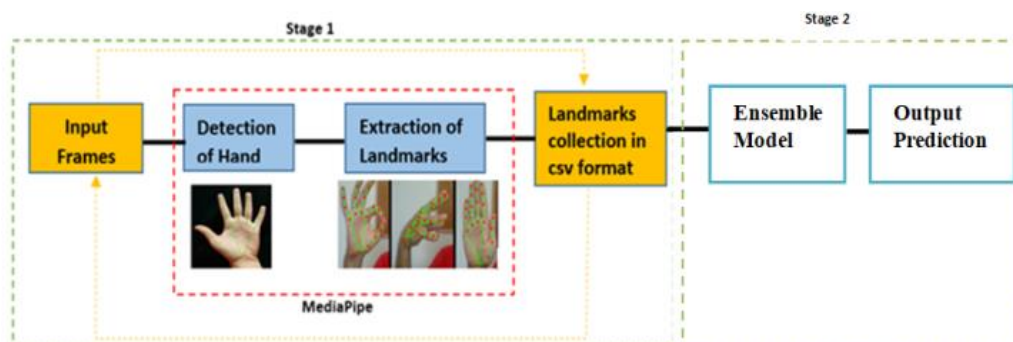 Stage 1
Stage 2
Input
Frames
Detection
of Hand
Extraction of
Landmarks
Landmarks
collection in
csv format
Ensemble
Model
Output
Prediction
MediaPipe